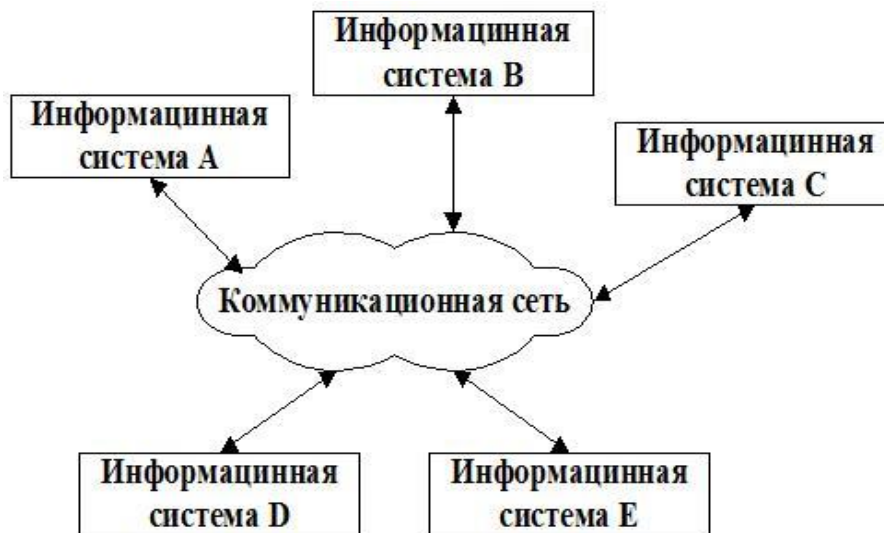 Информацинная
система B
Информацинная
система A
Информацинная
система C
Коммуникационная сеть
Информацинная
система D
Информацинная
система E